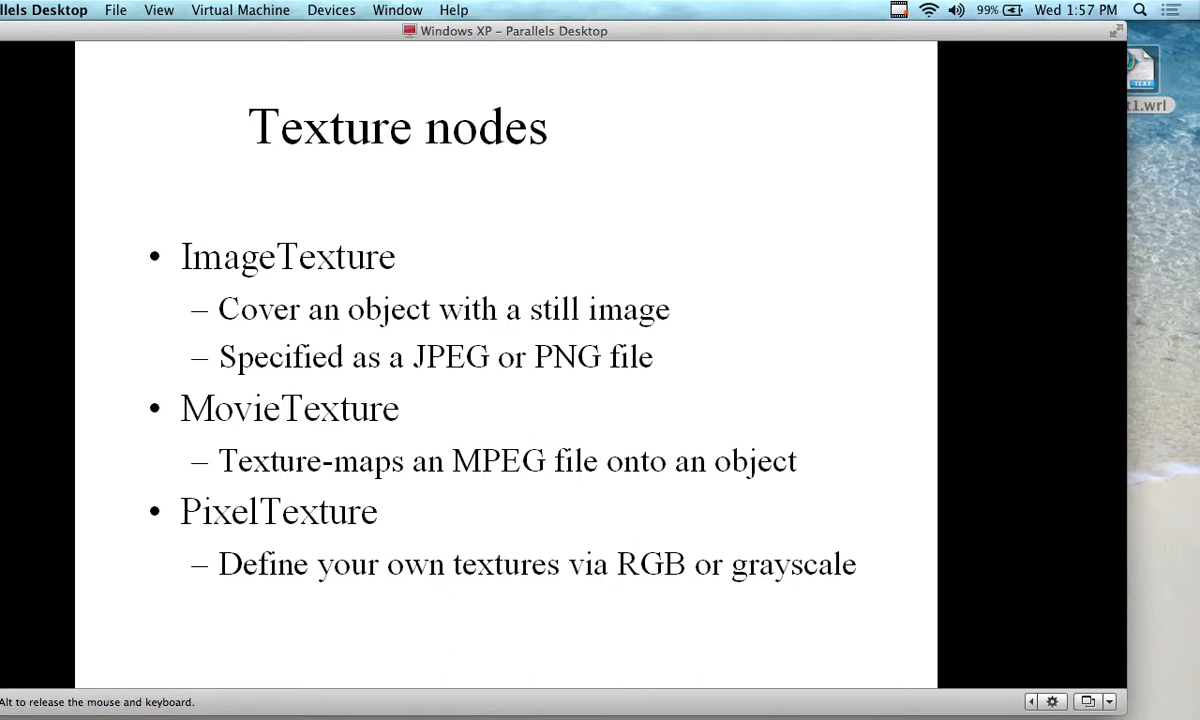 llels Desktop File View Virtual Machine Devices Window Help 99% Wed 1:57 PM
Windows XP – Parallels Desktop
TEXT
t1.wrl
Texture nodes
• ImageTexture
– Cover an object with a still image
– Specified as a JPEG or PNG file
• MovieTexture
– Texture-maps an MPEG file onto an object
• PixelTexture
– Define your own textures via RGB or grayscale
Alt to release the mouse and keyboard.